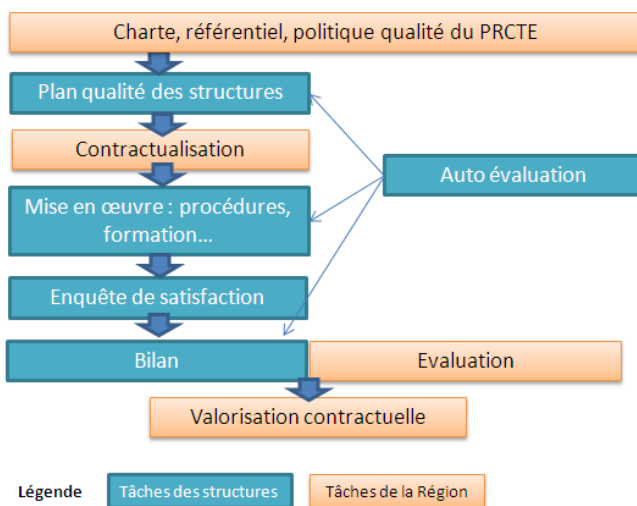 Charte, référentiel, politique qualité du PRCTE
Plan qualité des structures
Contractualisation
Auto évaluation
Mise en œuvre : procédures,
formation...
Enquête de satisfaction
Bilan
Evaluation
Valorisation contractuelle
Légende
Tâches des structures
Tâches de la Région